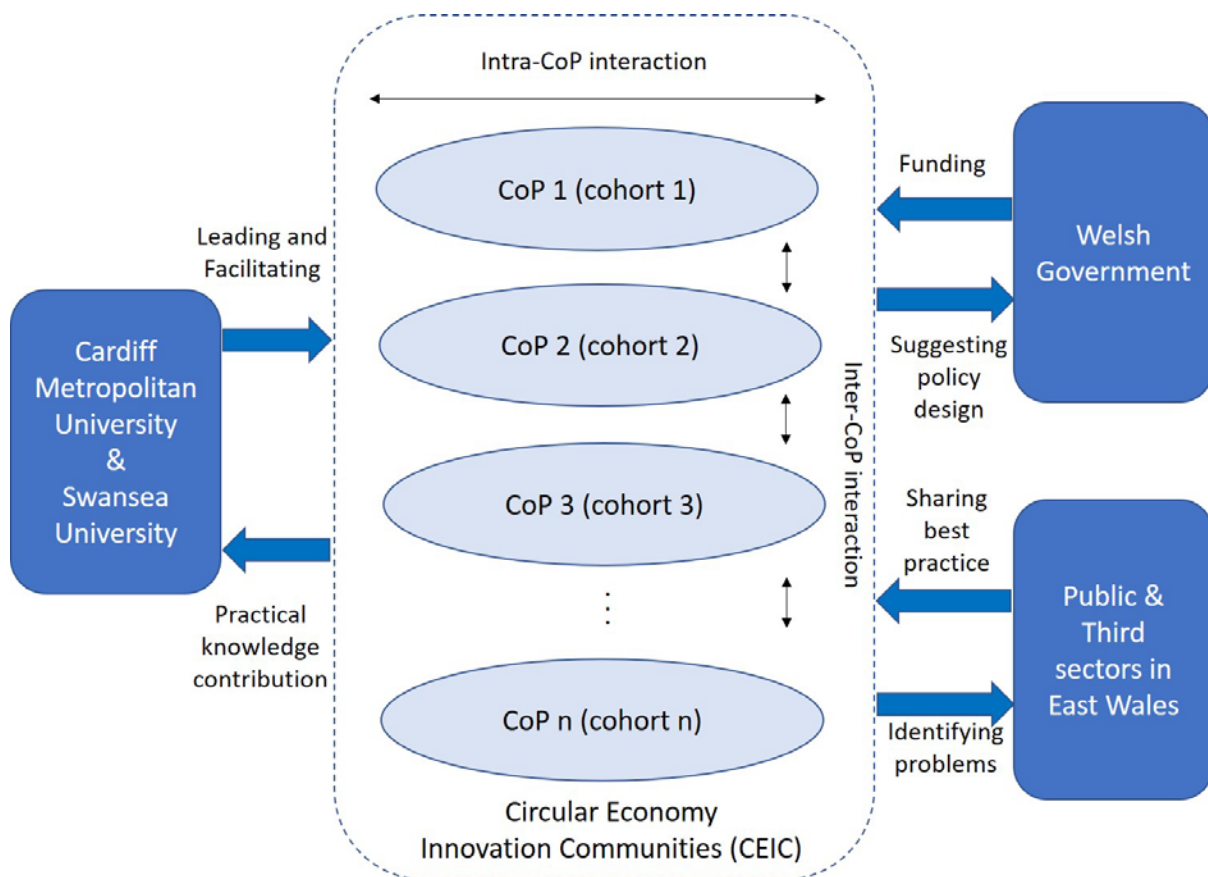 Intra-CoP interaction
CoP 1 (cohort 1)
CoP 2 (cohort 2)
CoP 3 (cohort 3)
⋮
CoP n (cohort n)
Inter-CoP interaction
Circular Economy
Innovation Communities (CEIC)
Leading and
Facilitating
Cardiff
Metropolitan
University
&
Swansea
University
Practical
knowledge
contribution
Funding
Welsh
Government
Suggesting
policy
design
Sharing
best
practice
Public &
Third
sectors in
East Wales
Identifying
problems